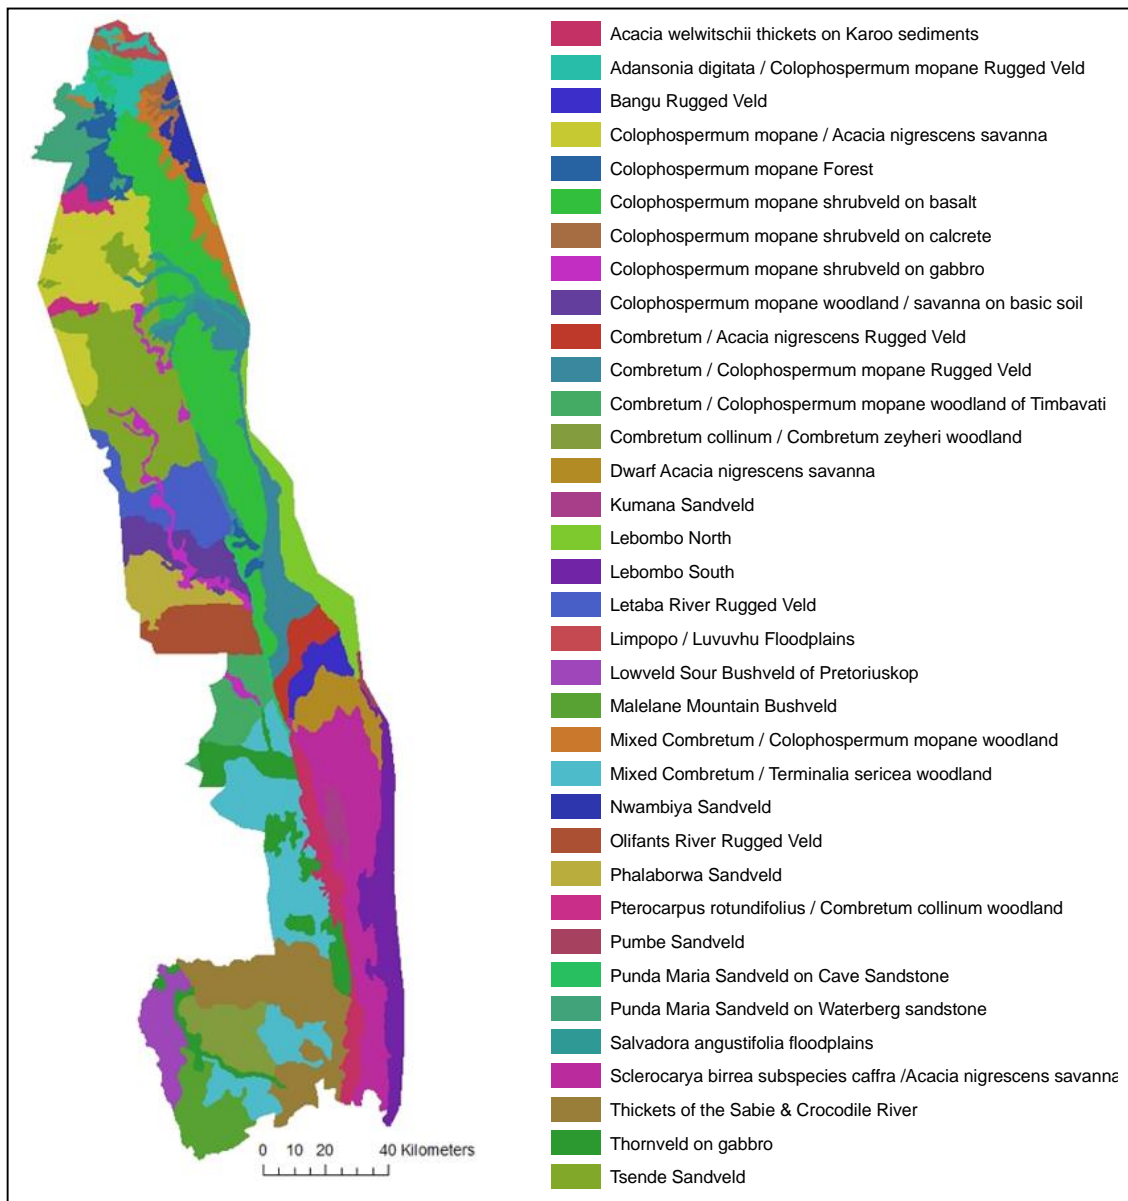 Acacia welwitschii thickets on Karoo sediments
Adansonia digitata / Colophospermum mopane Rugged Veld
Bangu Rugged Veld
Colophospermum mopane / Acacia nigrescens savanna
Colophospermum mopane Forest
Colophospermum mopane shrubveld on basalt
Colophospermum mopane shrubveld on calcrete
Colophospermum mopane shrubveld on gabbro
Colophospermum mopane woodland / savanna on basic soil
Combretum / Acacia nigrescens Rugged Veld
Combretum / Colophospermum mopane Rugged Veld
Combretum / Colophospermum mopane woodland of Timbavati
Combretum collinum / Combretum zeyheri woodland
Dwarf Acacia nigrescens savanna
Kumana Sandveld
Lebombo North
Lebombo South
Letaba River Rugged Veld
Limpopo / Luvuvhu Floodplains
Lowveld Sour Bushveld of Pretoriuskop
Malelane Mountain Bushveld
Mixed Combretum / Colophospermum mopane woodland
Mixed Combretum / Terminalia sericea woodland
Nwambiya Sandveld
Olifants River Rugged Veld
Phalaborwa Sandveld
Pterocarpus rotundifolius / Combretum collinum woodland
Pumbe Sandveld
Punda Maria Sandveld on Cave Sandstone
Punda Maria Sandveld on Waterberg sandstone
Salvadora angustifolia floodplains
Sclerocarya birrea subspecies caffra /Acacia nigrescens savanna
Thickets of the Sabie & Crocodile River
Thornveld on gabbro
Tsende Sandveld
0 10 20 40 Kilometers